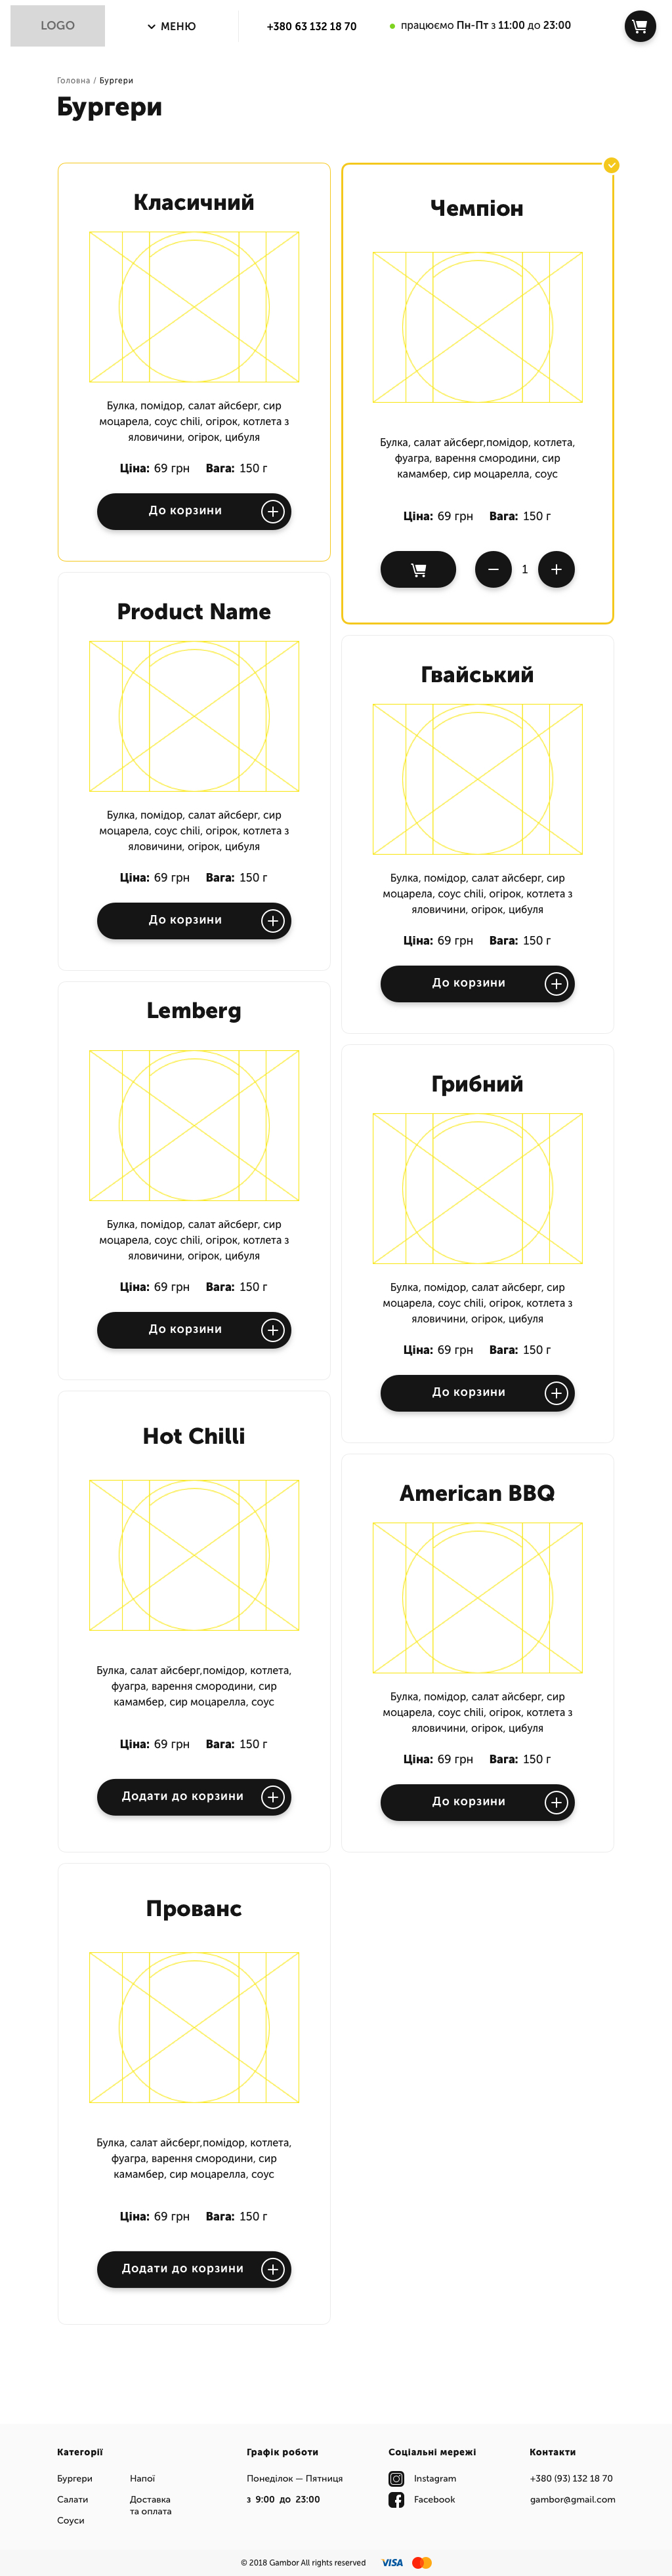 LOGO
МЕНЮ
+380 63 132 18 70
працюємо Пн-Пт з 11:00 до 23:00
Головна / Бургери
Бургери
Класичний
Булка, помідор, салат айсберг, сир
моцарела, соус chili, огірок, котлета з
яловичини, огірок, цибуля
Ціна: 69 грн Вага: 150 г
До корзини
Чемпіон
Булка, салат айсберг,помідор, котлета,
фуагра, варення смородини, сир
камамбер, сир моцарелла, соус
Ціна: 69 грн Вага: 150 г
1
Product Name
Булка, помідор, салат айсберг, сир
моцарела, соус chili, огірок, котлета з
яловичини, огірок, цибуля
Ціна: 69 грн Вага: 150 г
До корзини
Гвайський
Булка, помідор, салат айсберг, сир
моцарела, соус chili, огірок, котлета з
яловичини, огірок, цибуля
Ціна: 69 грн Вага: 150 г
До корзини
Lemberg
Булка, помідор, салат айсберг, сир
моцарела, соус chili, огірок, котлета з
яловичини, огірок, цибуля
Ціна: 69 грн Вага: 150 г
До корзини
Грибний
Булка, помідор, салат айсберг, сир
моцарела, соус chili, огірок, котлета з
яловичини, огірок, цибуля
Ціна: 69 грн Вага: 150 г
До корзини
Hot Chilli
Булка, салат айсберг,помідор, котлета,
фуагра, варення смородини, сир
камамбер, сир моцарелла, соус
Ціна: 69 грн Вага: 150 г
Додати до корзини
American BBQ
Булка, помідор, салат айсберг, сир
моцарела, соус chili, огірок, котлета з
яловичини, огірок, цибуля
Ціна: 69 грн Вага: 150 г
До корзини
Прованс
Булка, салат айсберг,помідор, котлета,
фуагра, варення смородини, сир
камамбер, сир моцарелла, соус
Ціна: 69 грн Вага: 150 г
Додати до корзини
Категорії
Бургери
Салати
Соуси
Напої
Доставка
та оплата
Графік роботи
Понеділок — Пятниця
з 9:00 до 23:00
Соціальні мережі
Instagram
Facebook
Контакти
+380 (93) 132 18 70
gambor@gmail.com
© 2018 Gambor All rights reserved
VISA